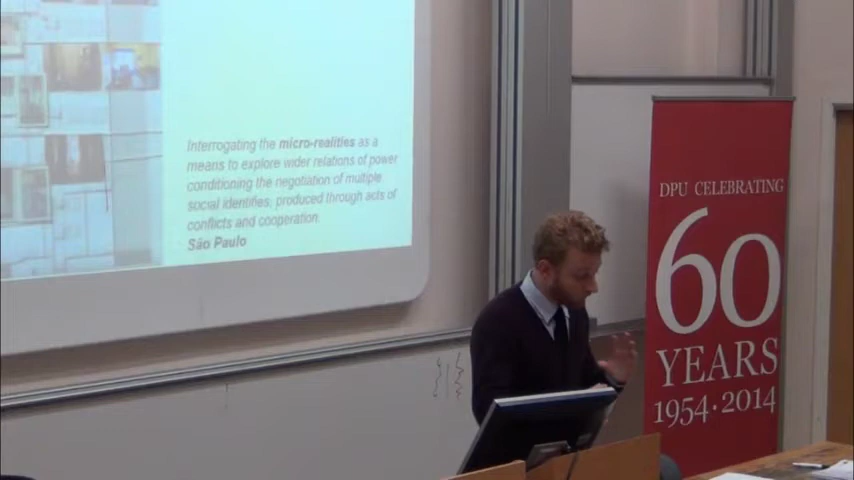 Interrogating the micro-realities as a
means to explore wider relations of power
conditioning the negotiation of multiple
social identities, produced through acts of
conflicts and cooperation.
São Paulo
DPU CELEBRATING
60
YEARS
1954 · 2014